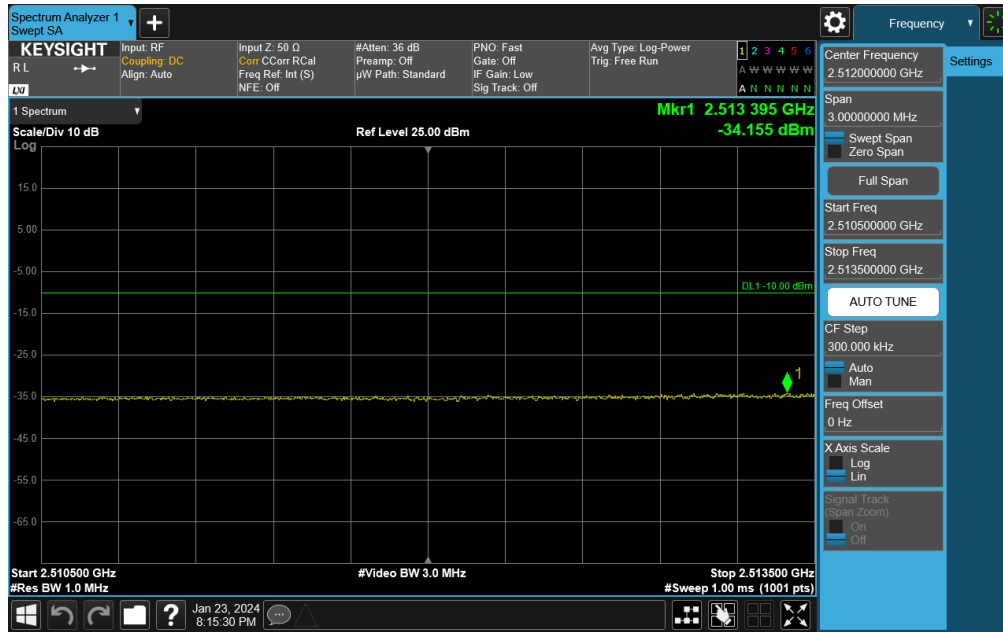 Spectrum Analyzer 1
Swept SA
+
Frequency
KEYSIGHT
R L
LXI
Input: RF
Coupling: DC
Align: Auto
Input Z: 50 Ω
Corr CCorr RCal
Freq Ref: Int (S)
NFE: Off
#Atten: 36 dB
Preamp: Off
µW Path: Standard
PNO: Fast
Gate: Off
IF Gain: Low
Sig Track: Off
Avg Type: Log-Power
Trig: Free Run
1 2 3 4 5 6
A W W W W W
A N N N N N
1 Spectrum
Mkr1 2.513 395 GHz
Scale/Div 10 dB
Ref Level 25.00 dBm
-34.155 dBm
Log
15.0
5.00
-5.00
DL1 -10.00 dBm
-15.0
-25.0
1
-35.0
-45.0
-55.0
-65.0
Start 2.510500 GHz
#Video BW 3.0 MHz
Stop 2.513500 GHz
#Res BW 1.0 MHz
#Sweep 1.00 ms (1001 pts)
Center Frequency
2.512000000 GHz
Settings
Span
3.00000000 MHz
Swept Span
Zero Span
Full Span
Start Freq
2.510500000 GHz
Stop Freq
2.513500000 GHz
AUTO TUNE
CF Step
300.000 kHz
Auto
Man
Freq Offset
0 Hz
X Axis Scale
Log
Lin
Signal Track
(Span Zoom)
On
Off
?
Jan 23, 2024
8:15:30 PM